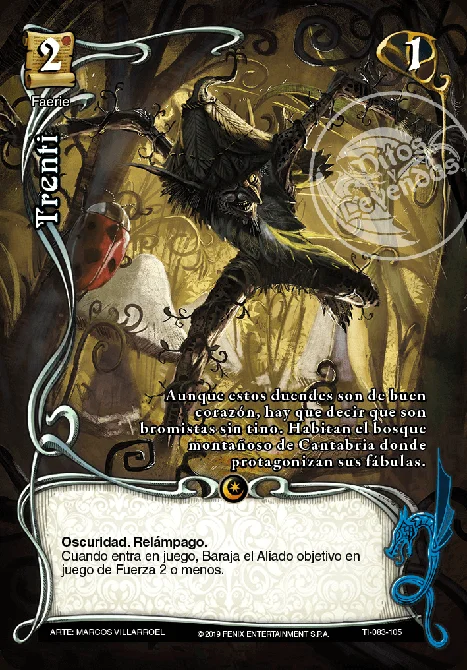 2
1
Faerie
Trenti
Mitos y
Leyendas
Aunque estos duendes son de buen
corazón, hay que decir que son
bromistas sin tino. Habitan el bosque
montañoso de Cantabria donde
protagonizan sus fábulas.
Oscuridad. Relámpago.
Cuando entra en juego, Baraja el Aliado objetivo en
juego de Fuerza 2 o menos.
ARTE: MARCOS VILLARROEL
©2019 FENIX ENTERTAINMENT S.P.A.
TI-083-105